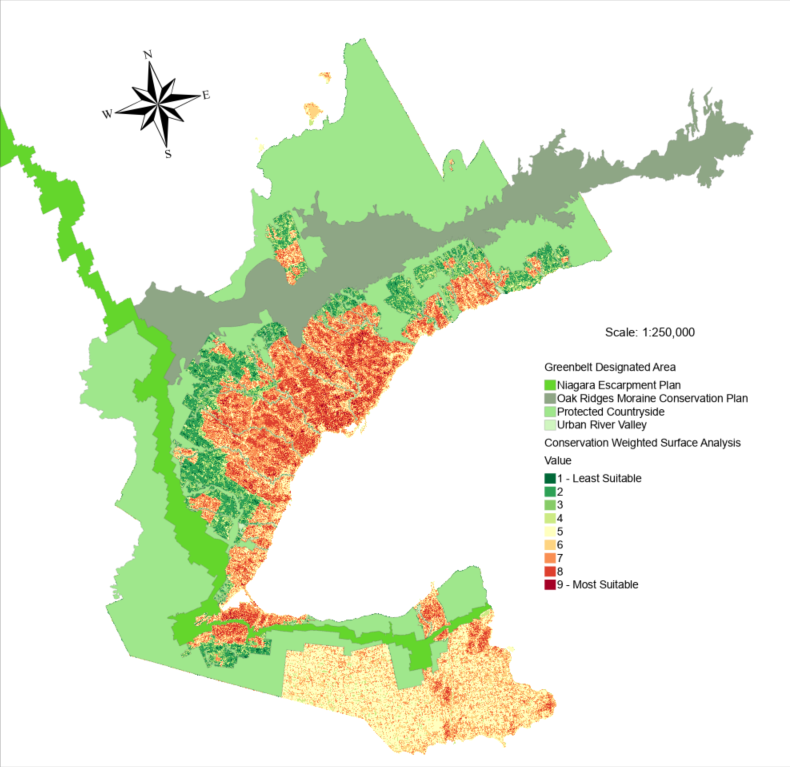 N
W
E
S
Scale: 1:250,000
Greenbelt Designated Area
Niagara Escarpment Plan
Oak Ridges Moraine Conservation Plan
Protected Countryside
Urban River Valley
Conservation Weighted Surface Analysis
Value
1 - Least Suitable
2
3
4
5
6
7
8
9 - Most Suitable